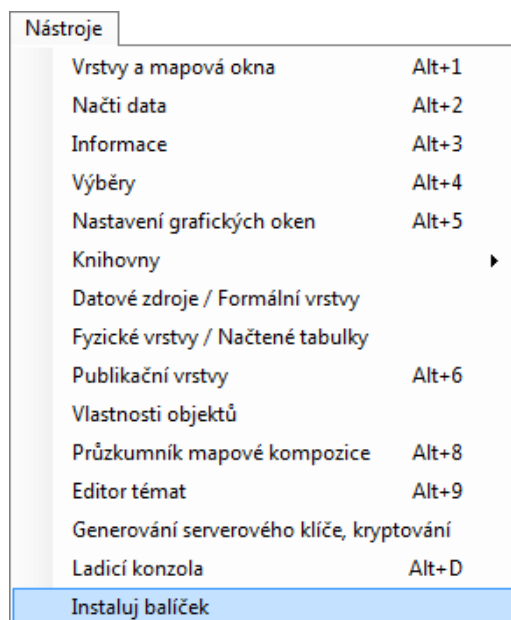 Nástroje
Vrstvy a mapová okna Alt+1
Načti data Alt+2
Informace Alt+3
Výběry Alt+4
Nastavení grafických oken Alt+5
Knihovny
Datové zdroje / Formální vrstvy
Fyzické vrstvy / Načtené tabulky
Publikační vrstvy Alt+6
Vlastnosti objektů
Průzkumník mapové kompozice Alt+8
Editor témat Alt+9
Generování serverového klíče, kryptování
Ladicí konzola Alt+D
Instaluj balíček